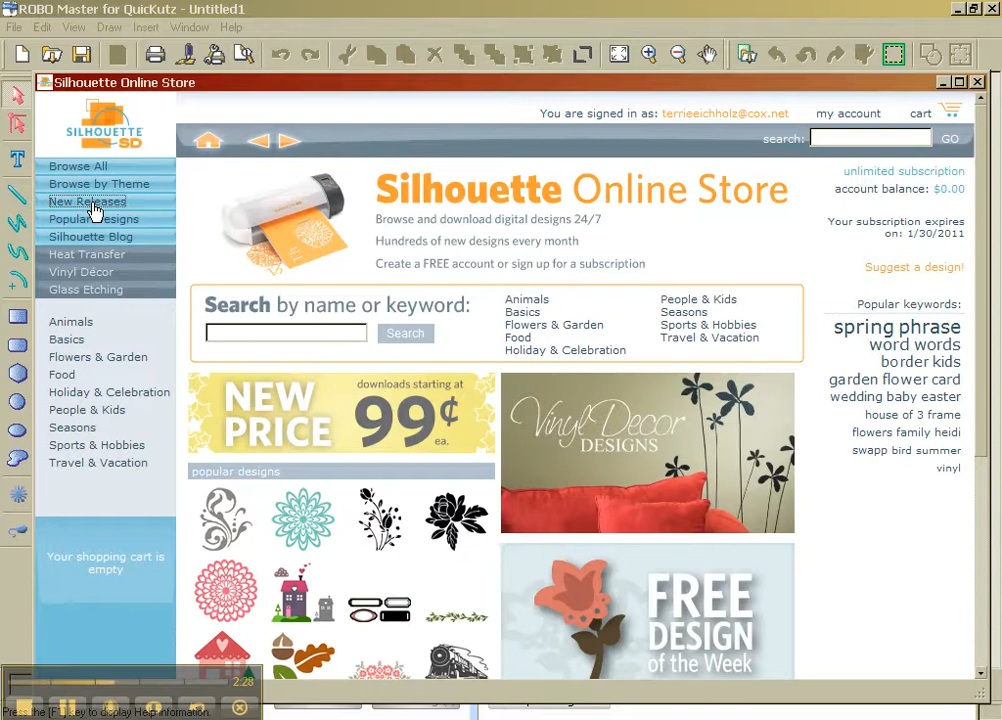 ROBO Master for QuicKutz - Untitled1
File Edit View Draw Insert Window Help
Silhouette Online Store
SILHOUETTE
SD
You are signed in as: terrieeichholz@cox.net my account cart
search: GO
Browse All
Browse by Theme
New Releases
Popular Designs
Silhouette Blog
Heat Transfer
Vinyl Décor
Glass Etching
Animals
Basics
Flowers & Garden
Food
Holiday & Celebration
People & Kids
Seasons
Sports & Hobbies
Travel & Vacation
Your shopping cart is
empty
Silhouette Online Store
Browse and download digital designs 24/7
Hundreds of new designs every month
Create a FREE account or sign up for a subscription
unlimited subscription
account balance: $0.00
Your subscription expires
on: 1/30/2011
Suggest a design!
Search by name or keyword:
Search
Animals
Basics
Flowers & Garden
Food
Holiday & Celebration
People & Kids
Seasons
Sports & Hobbies
Travel & Vacation
Popular keywords:
spring phrase
word words
border kids
garden flower card
wedding baby easter
house of 3 frame
flowers family heidi
swapp bird summer
vinyl
NEW
PRICE
downloads starting at
99¢
ea.
Vinyl Decor
DESIGNS
popular designs
FREE
DESIGN
of the Week
2:28
Press the [F1] key to display Help information.